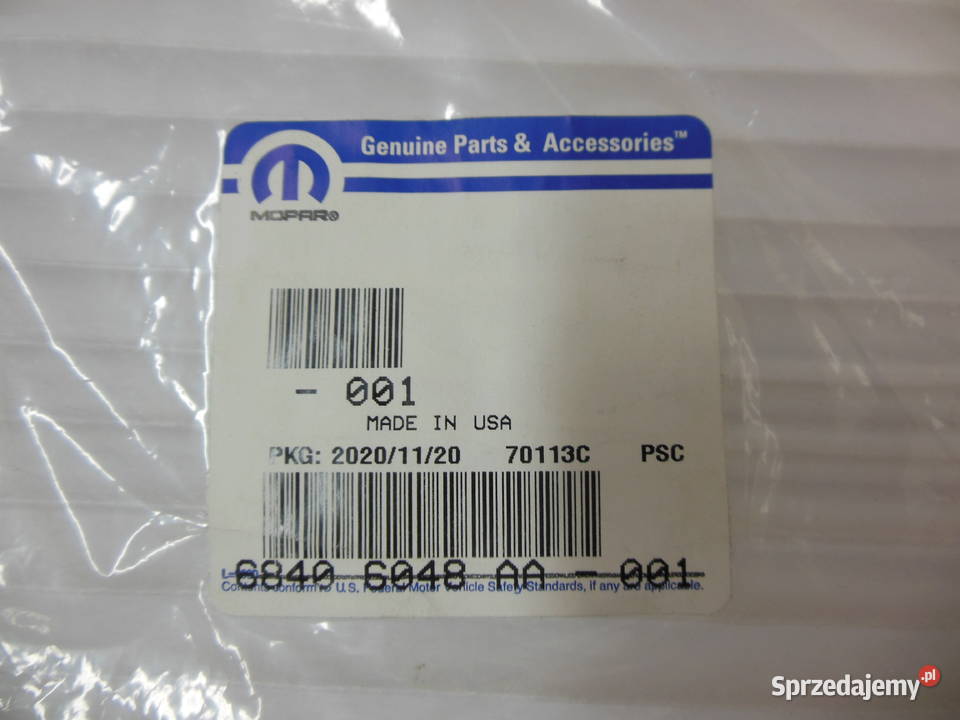 Genuine Parts & Accessories™
MOPAR®
- 001
MADE IN USA
PKG: 2020/11/20 70113C PSC
6840 6048 AA - 001
Contents conform to U.S. Federal Motor Vehicle Safety Standards, if any are applicable.
Sprzedajemy.pl